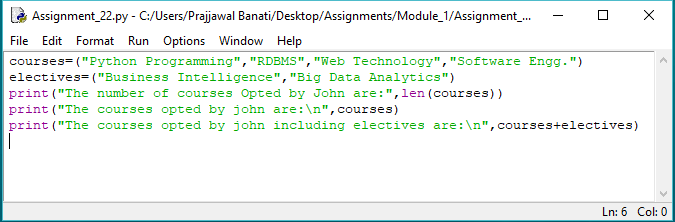 Assignment_22.py - C:/Users/Prajjawal Banati/Desktop/Assignments/Module_1/Assignment_...
File Edit Format Run Options Window Help
courses=("Python Programming","RDBMS","Web Technology","Software Engg.")
electives=("Business Intelligence","Big Data Analytics")
print("The number of courses Opted by John are:",len(courses))
print("The courses opted by john are:\n",courses)
print("The courses opted by john including electives are:\n",courses+electives)
Ln: 6 Col: 0